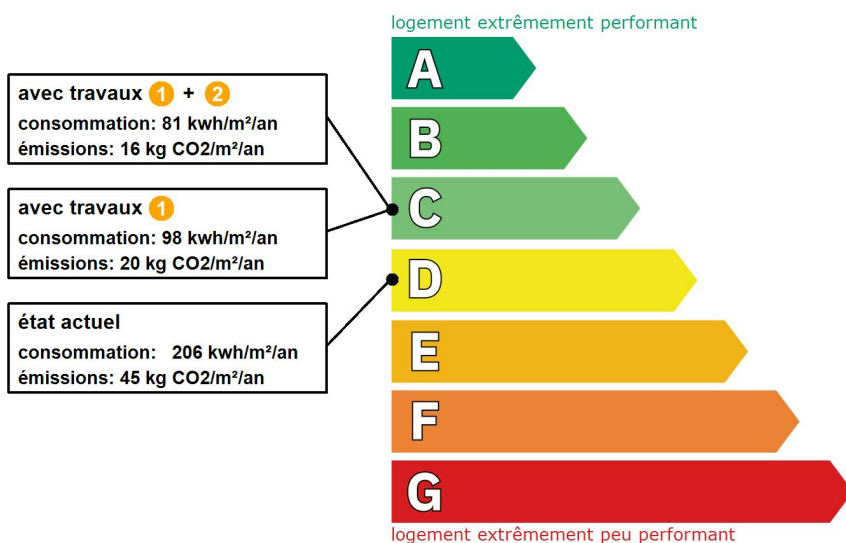 logement extrêmement performant
avec travaux 1 + 2
consommation: 81 kwh/m²/an
émissions: 16 kg CO2/m²/an
avec travaux 1
consommation: 98 kwh/m²/an
émissions: 20 kg CO2/m²/an
état actuel
consommation: 206 kwh/m²/an
émissions: 45 kg CO2/m²/an
A
B
C
D
E
F
G
logement extrêmement peu performant